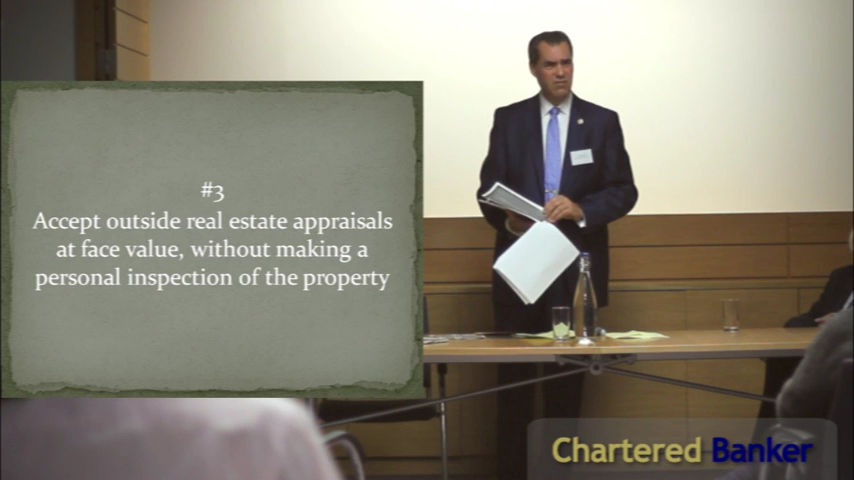 #3
Accept outside real estate appraisals
at face value, without making a
personal inspection of the property
Chartered Banker